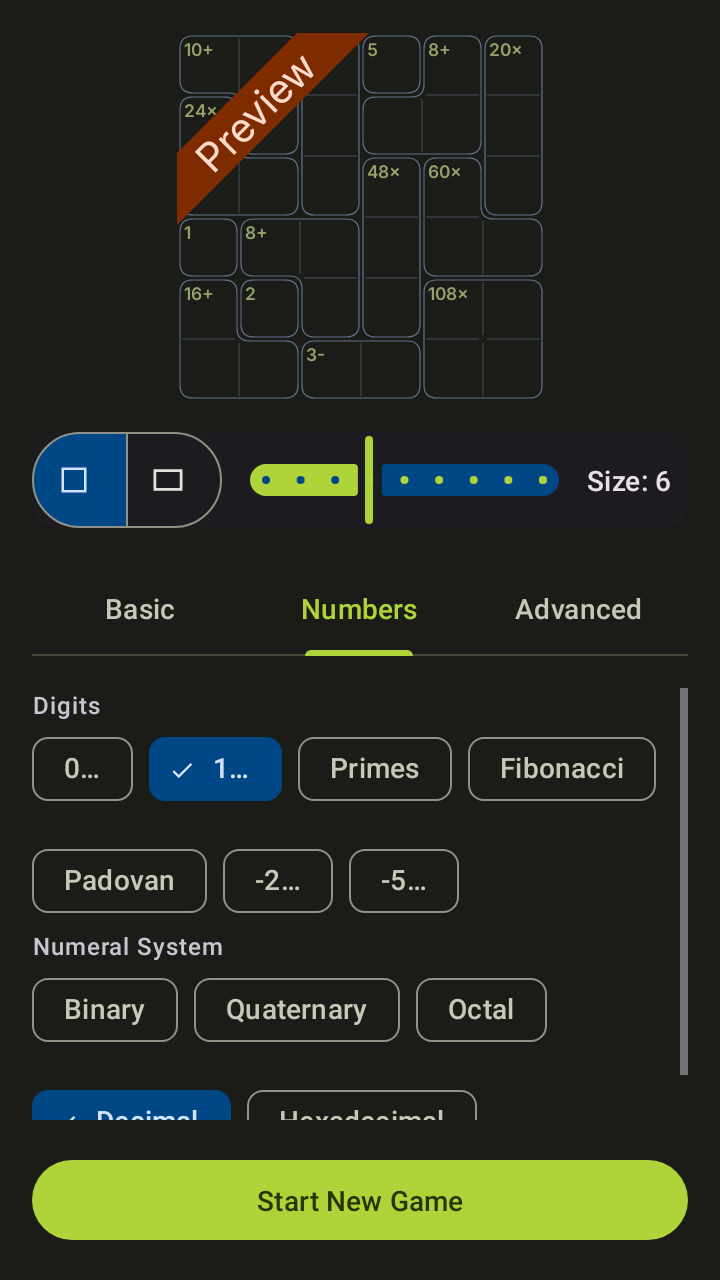 10+ 5 8+ 20×
24×
Preview
48× 60×
1 8+
16+ 2 108×
3-
Size: 6
Basic Numbers Advanced
Digits
0… 1… Primes Fibonacci
Padovan -2… -5…
Numeral System
Binary Quaternary Octal
Decimal Hexadecimal
Start New Game